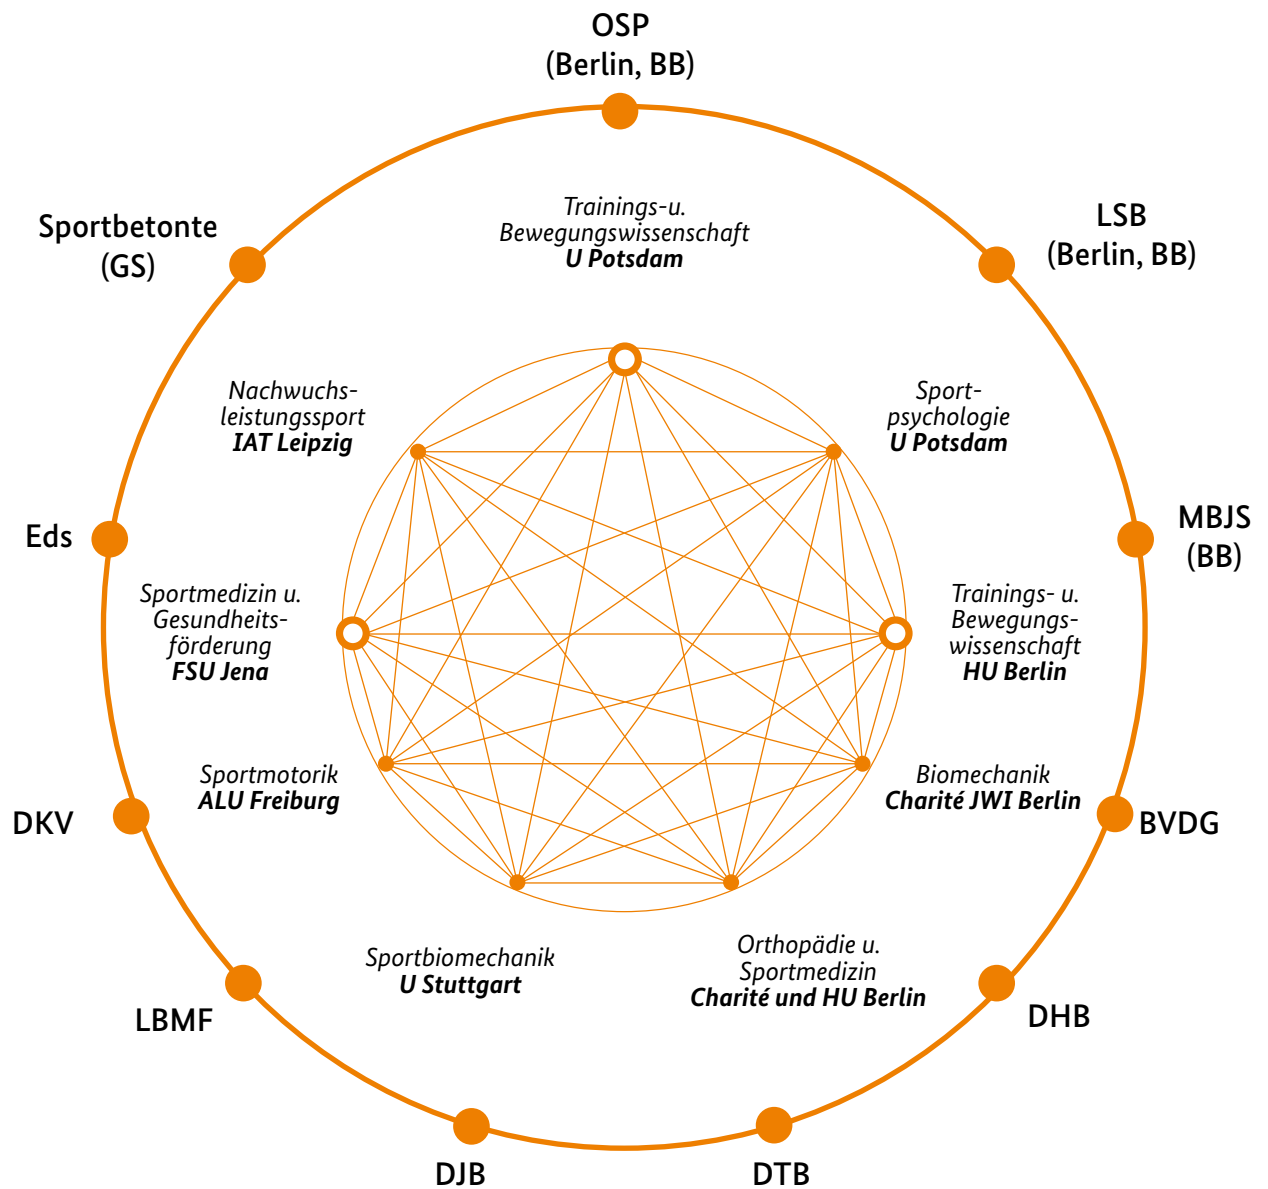 OSP
(Berlin, BB)
Trainings-u.
Bewegungswissenschaft
U Potsdam
Sportbetonte
(GS)
LSB
(Berlin, BB)
Nachwuchs-
leistungssport
IAT Leipzig
Sport-
psychologie
U Potsdam
Eds
MBJS
(BB)
Sportmedizin u.
Gesundheits-
förderung
FSU Jena
Trainings- u.
Bewegungs-
wissenschaft
HU Berlin
Sportmotorik
ALU Freiburg
Biomechanik
Charité JWI Berlin
DKV
BVDG
Sportbiomechanik
U Stuttgart
Orthopädie u.
Sportmedizin
Charité und HU Berlin
LBMF
DHB
DJB
DTB